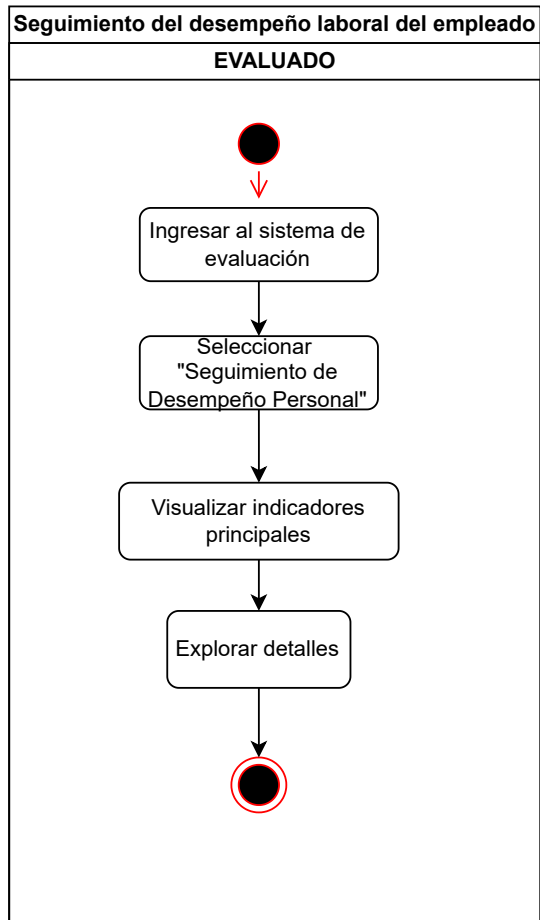 Seguimiento del desempeño laboral del empleado
EVALUADO
Ingresar al sistema de
evaluación
Seleccionar
"Seguimiento de
Desempeño Personal"
Visualizar indicadores
principales
Explorar detalles